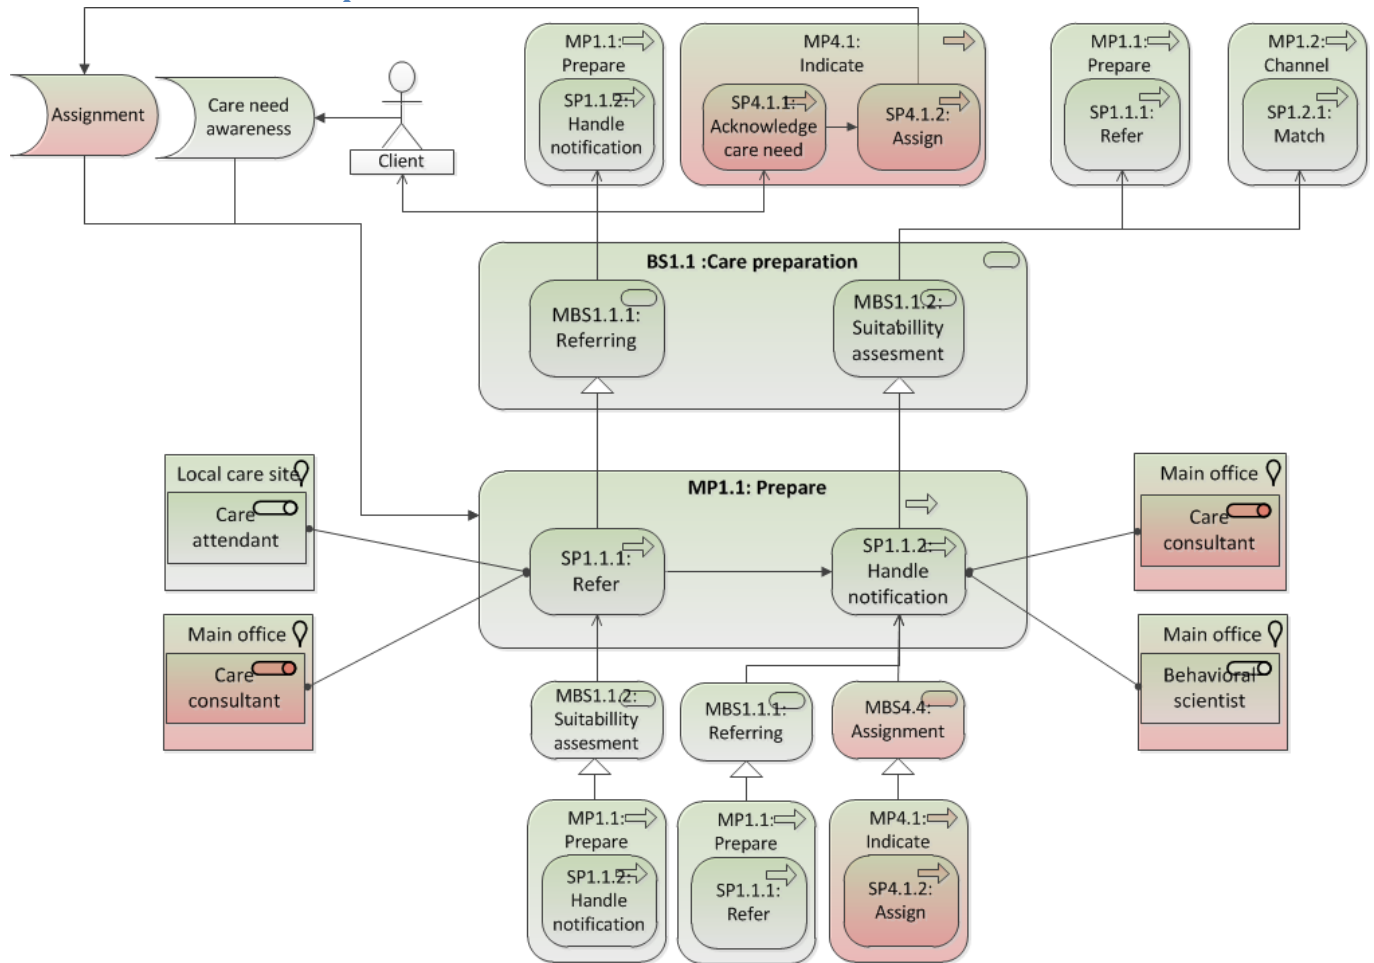 MP1.1:
Prepare
SP1.1.2:
Handle
notification
MP4.1:
Indicate
SP4.1.1:
Acknowledge
care need
SP4.1.2:
Assign
MP1.1:
Prepare
SP1.1.1:
Refer
MP1.2:
Channel
SP1.2.1:
Match
Assignment
Care need
awareness
Client
BS1.1 :Care preparation
MBS1.1.1:
Referring
MBS1.1.2:
Suitabillity
assesment
MP1.1: Prepare
SP1.1.1:
Refer
SP1.1.2:
Handle
notification
Local care site
Care
attendant
Main office
Care
consultant
Main office
Care
consultant
Main office
Behavioral
scientist
MBS1.1.2:
Suitabillity
assesment
MBS1.1.1:
Referring
MBS4.4:
Assignment
MP1.1:
Prepare
SP1.1.2:
Handle
notification
MP1.1:
Prepare
SP1.1.1:
Refer
MP4.1:
Indicate
SP4.1.2:
Assign